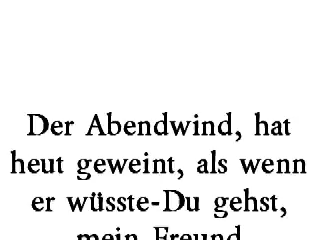 Der Abendwind, hat
heut geweint, als wenn
er wüsste-Du gehst,
mein Freund